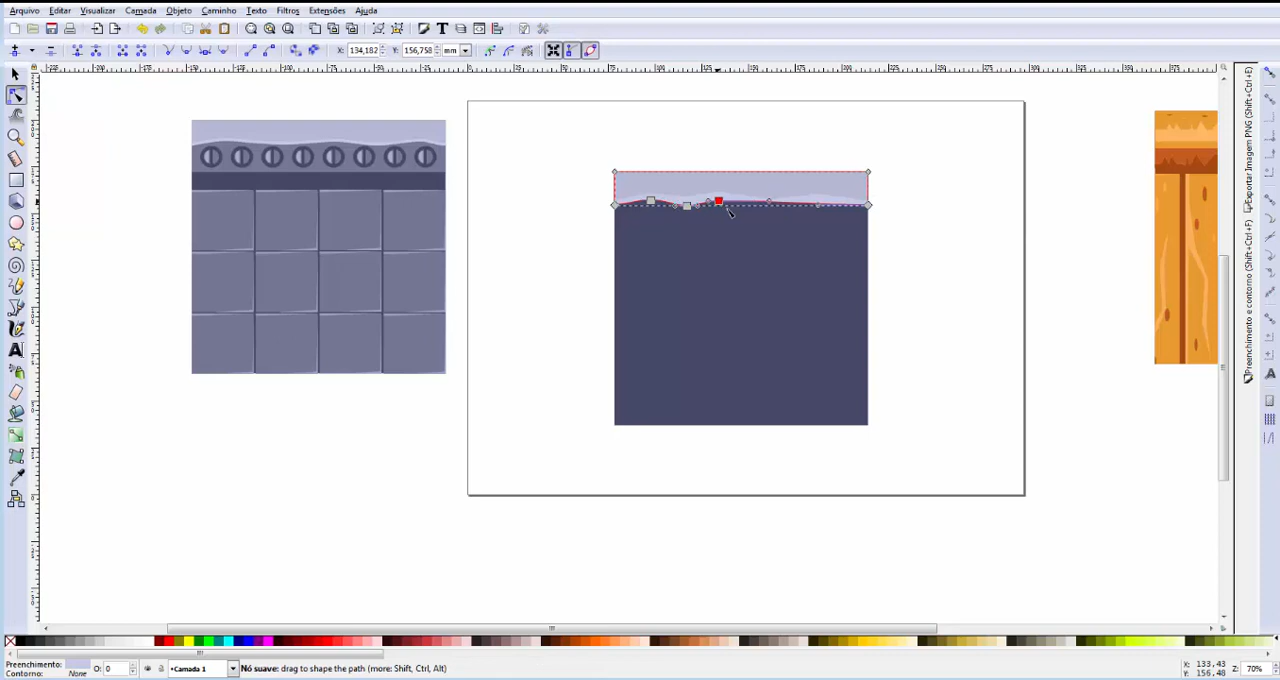 Arquivo Editar Visualizar Camada Objeto Caminho Texto Filtros Extensões Ajuda
X: 134,182 Y: 156,758 mm
Exportar Imagem PNG (Shift+Ctrl+E)
Preenchimento e contorno (Shift+Ctrl+F)
Preenchimento:
Contorno: None
O: 0
•Camada 1
Nó suave: drag to shape the path (more: Shift, Ctrl, Alt)
X: 133.43
Y: 156.48
Z: 70%